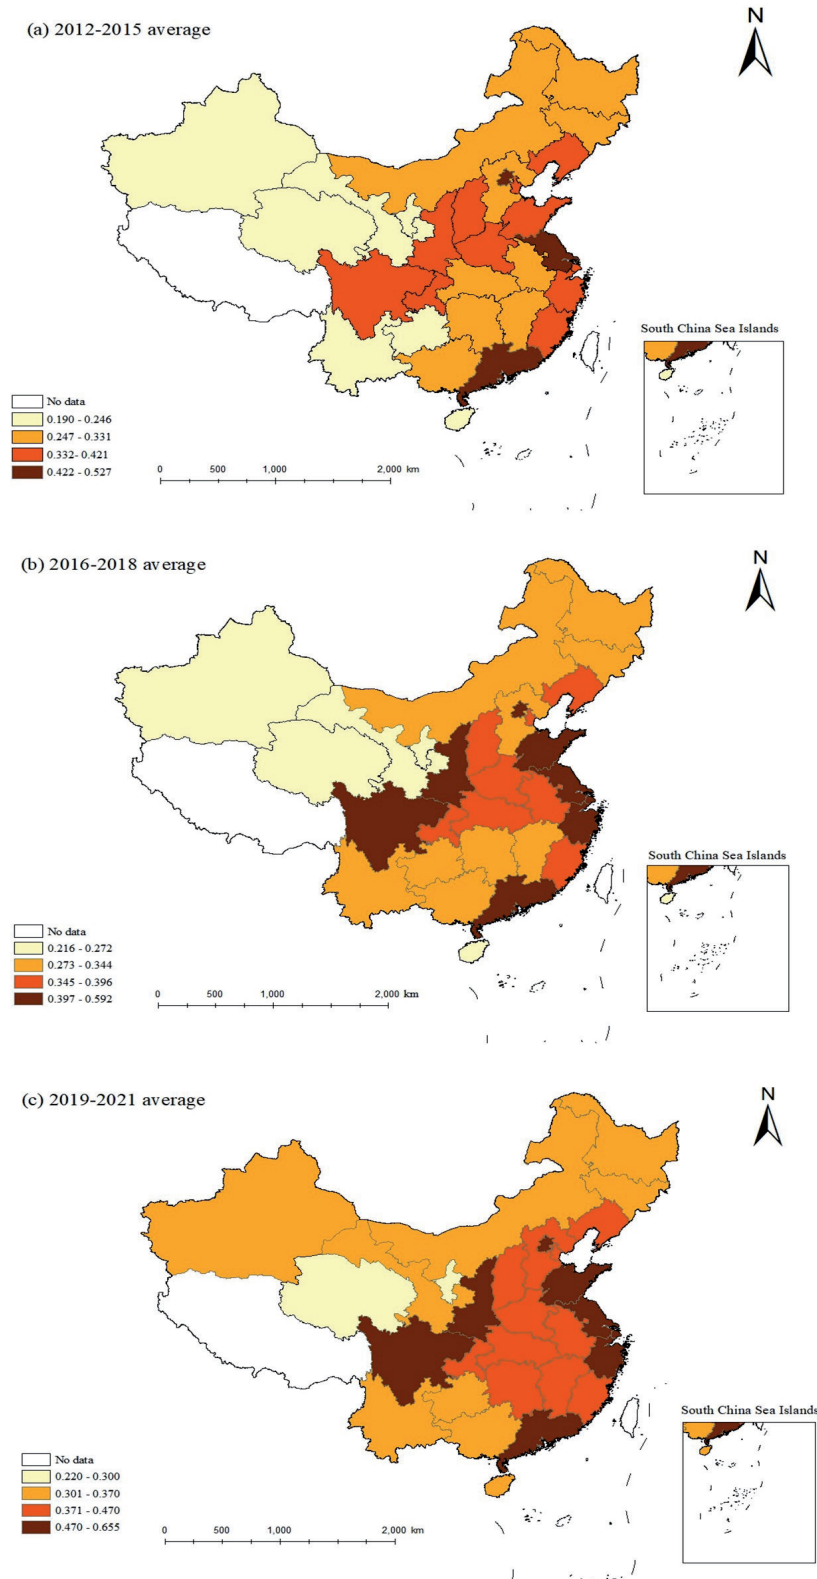 (a) 2012-2015 average
N
South China Sea Islands
No data
0.190 - 0.246
0.247 - 0.331
0.332- 0.421
0.422 - 0.527
0 500 1,000 2,000 km
(b) 2016-2018 average
N
South China Sea Islands
No data
0.216 - 0.272
0.273 - 0.344
0.345 - 0.396
0.397 - 0.592
0 500 1,000 2,000 km
(c) 2019-2021 average
N
South China Sea Islands
No data
0.220 - 0.300
0.301 - 0.370
0.371 - 0.470
0.470 - 0.655
0 500 1,000 2,000 km